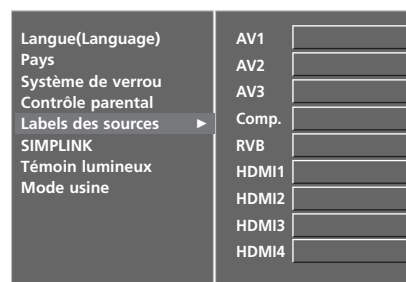 Langue(Language)
Pays
Système de verrou
Contrôle parental
Labels des sources ►
SIMPLINK
Témoin lumineux
Mode usine
AV1
AV2
AV3
Comp.
RVB
HDMI1
HDMI2
HDMI3
HDMI4